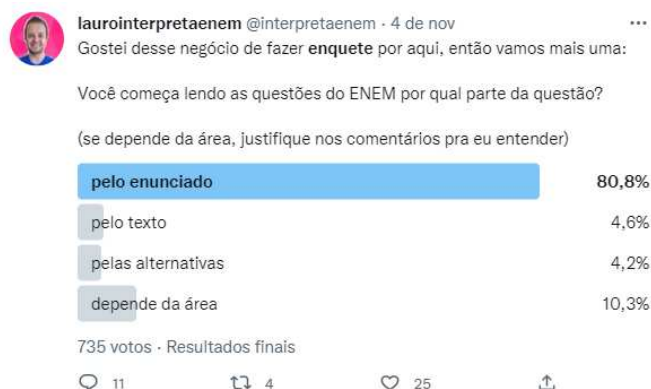 laurointerpretaenem @interpretaenem · 4 de nov
Gostei desse negócio de fazer enquete por aqui, então vamos mais uma:
Você começa lendo as questões do ENEM por qual parte da questão?
(se depende da área, justifique nos comentários pra eu entender)
pelo enunciado 80,8%
pelo texto 4,6%
pelas alternativas 4,2%
depende da área 10,3%
735 votos · Resultados finais
11 4 25